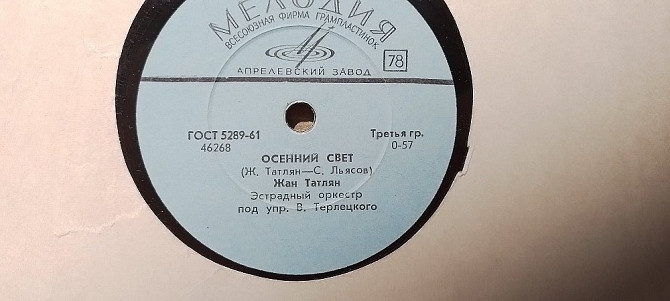 МЕЛОДИЯ
ВСЕСОЮЗНАЯ ФИРМА ГРАМПЛАСТИНОК
АПРЕЛЕВСКИЙ ЗАВОД
78
ГОСТ 5289-61
Третья гр.
46268
0-57
ОСЕННИЙ СВЕТ
(Ж. Татлян—С. Льясов)
Жан Татлян
Эстрадный оркестр
под упр. В. Терлецкого